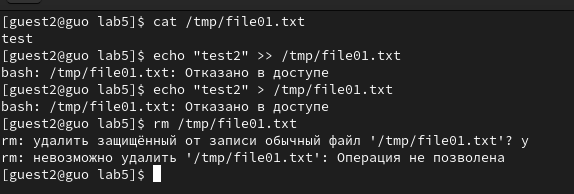 [guest2@guo lab5]$ cat /tmp/file01.txt
test
[guest2@guo lab5]$ echo "test2" >> /tmp/file01.txt
bash: /tmp/file01.txt: Отказано в доступе
[guest2@guo lab5]$ echo "test2" > /tmp/file01.txt
bash: /tmp/file01.txt: Отказано в доступе
[guest2@guo lab5]$ rm /tmp/file01.txt
rm: удалить защищённый от записи обычный файл '/tmp/file01.txt'? y
rm: невозможно удалить '/tmp/file01.txt': Операция не позволена
[guest2@guo lab5]$